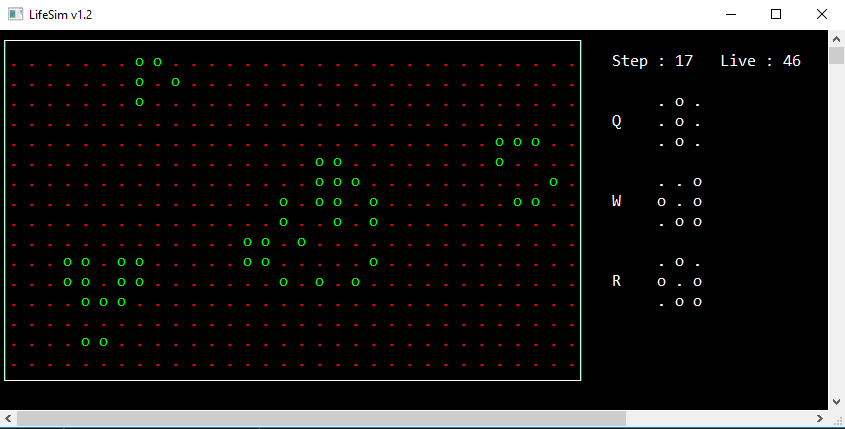 LifeSim v1.2
. . . . . . . o o . . . . . . . . . . . . . . . . . . . . . . .
. . . . . . . o . o . . . . . . . . . . . . . . . . . . . . . .
. . . . . . . o . . . . . . . . . . . . . . . . . . . . . . . .
. . . . . . . . . . . . . . . . . . . . . . . . . . . . . . . .
. . . . . . . . . . . . . . . . . . . . . . . . . . . o o o . .
. . . . . . . . . . . . . . . . . o o . . . . . . . . o . . . .
. . . . . . . . . . . . . . . . . o o o . . . . . . . . . . o .
. . . . . . . . . . . . . . . o . o o . o . . . . . . . o o . .
. . . . . . . . . . . . . . . o . . o . o . . . . . . . . . . .
. . . . . . . . . . . . . o o . o . . . . . . . . . . . . . . .
. . . o o . o o . . . . . o o . . . . . o . . . . . . . . . . .
. . . o o . o o . . . . . . . o . o . o . . . . . . . . . . . .
. . . . o o o . . . . . . . . . . . . . . . . . . . . . . . . .
. . . . . . . . . . . . . . . . . . . . . . . . . . . . . . . .
. . . . o o . . . . . . . . . . . . . . . . . . . . . . . . . .
. . . . . . . . . . . . . . . . . . . . . . . . . . . . . . . .
Step : 17 Live : 46
. o .
Q . o .
. o .
. . o
W o . o
. o o
. o .
R o . o
. o o